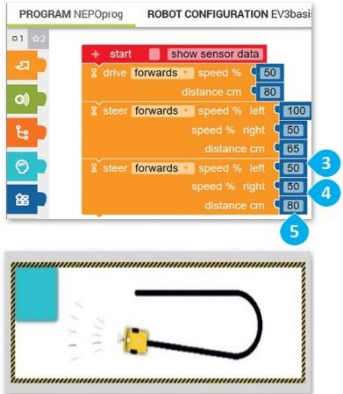 PROGRAM NEPOprog ROBOT CONFIGURATION EV3basi
1 2
+ start show sensor data
drive forwards speed % 50
distance cm 80
steer forwards speed % left 100
speed % right 50
distance cm 65
steer forwards speed % left 50 3
speed % right 50 4
distance cm 80
5